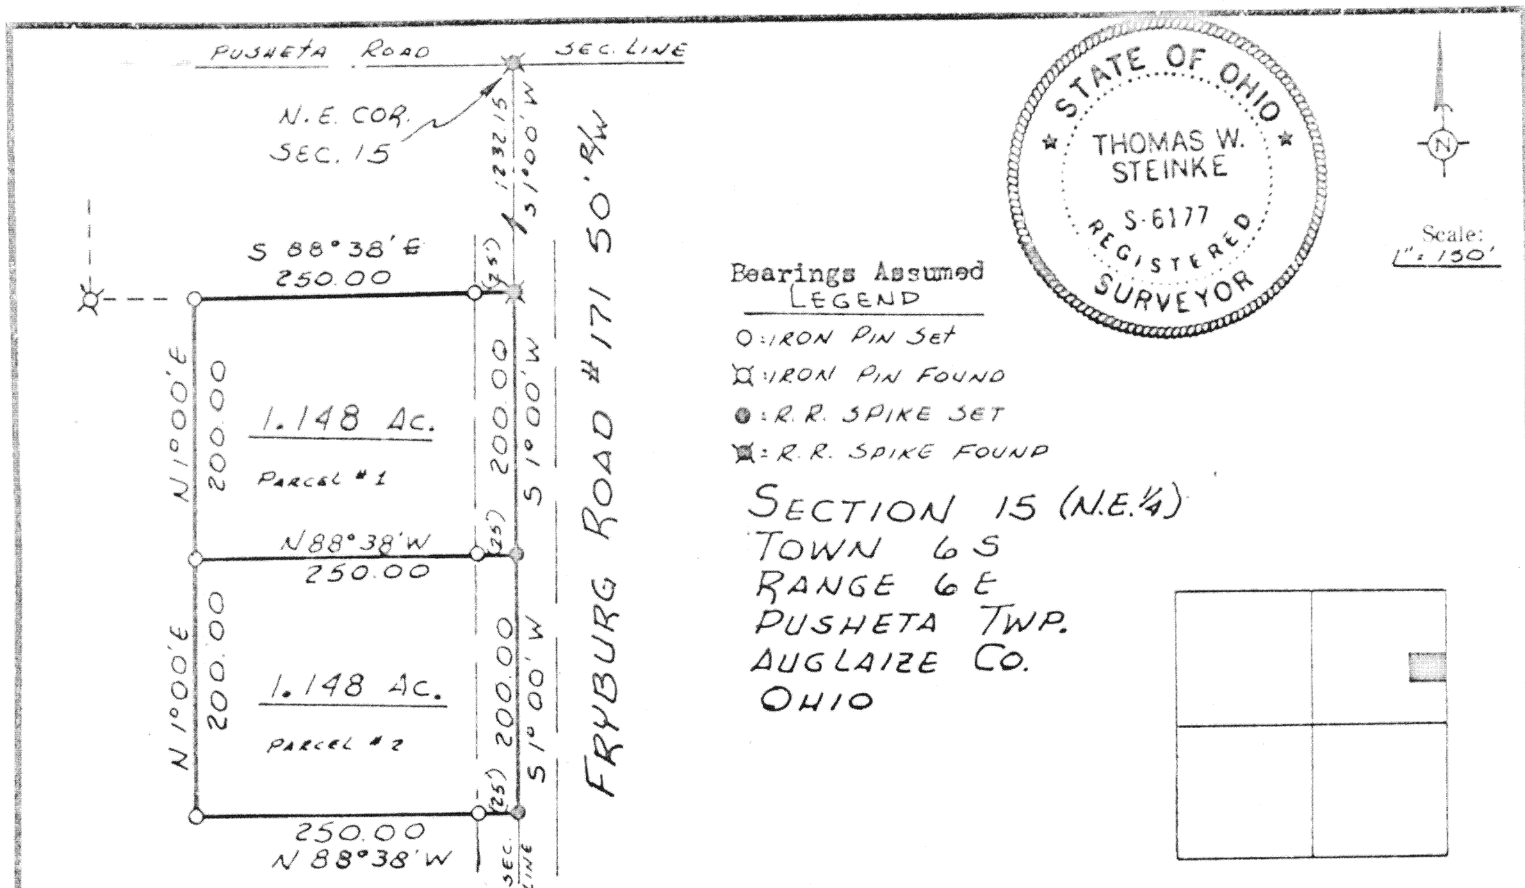 PUSHETA ROAD SEC. LINE
N.E. COR.
SEC. 15
1232.15
S 1°00' W
S 88°38' E
250.00
(25')
N 1°00' E
200.00
1.148 Ac.
PARCEL #1
200.00
S 1°00' W
N 88°38' W
250.00
(25')
N 1°00' E
200.00
1.148 Ac.
PARCEL #2
200.00
S 1°00' W
(25')
250.00
N 88°38' W
SEC.
LINE
FRYBURG ROAD #171 50' R/W
STATE OF OHIO
THOMAS W.
STEINKE
S-6177
REGISTERED
SURVEYOR
N
Scale:
1" = 150'
Bearings Assumed
LEGEND
O : IRON PIN SET
: IRON PIN FOUND
: R.R. SPIKE SET
: R.R. SPIKE FOUND
SECTION 15 (N.E.¼)
TOWN 6 S
RANGE 6 E
PUSHETA TWP.
AUGLAIZE CO.
OHIO